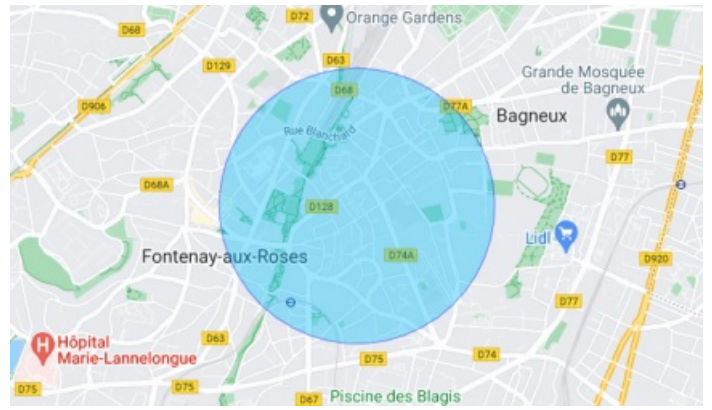 D72
Orange Gardens
D68
D63
D129
Grande Mosquée
de Bagneux
D68
D906
D77A
Bagneux
Rue Blanchard
D77
D68A
D128
Lidl
Fontenay-aux-Roses
D74A
D920
D77
D63
Hôpital
Marie-Lannelongue
D75
D74
D75
D75
D67
Piscine des Blagis